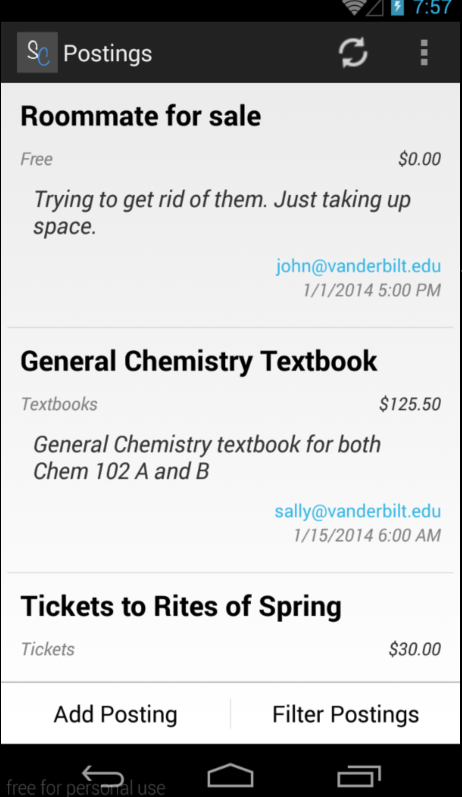 7:57
SC Postings
Roommate for sale
Free $0.00
Trying to get rid of them. Just taking up
space.
john@vanderbilt.edu
1/1/2014 5:00 PM
General Chemistry Textbook
Textbooks $125.50
General Chemistry textbook for both
Chem 102 A and B
sally@vanderbilt.edu
1/15/2014 6:00 AM
Tickets to Rites of Spring
Tickets $30.00
Add Posting Filter Postings
free for personal use